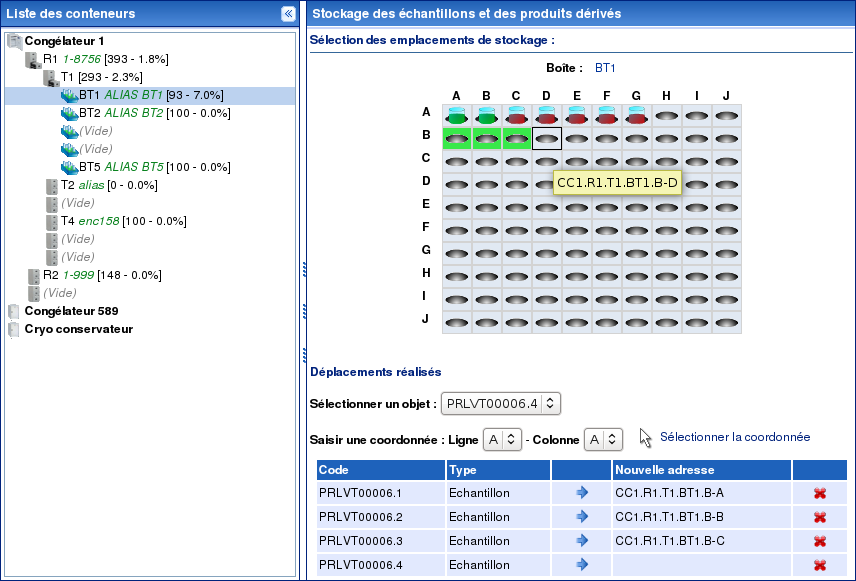 Liste des conteneurs
«
Congélateur 1
R1 1-8756 [393 - 1.8%]
T1 [293 - 2.3%]
BT1 ALIAS BT1 [93 - 7.0%]
BT2 ALIAS BT2 [100 - 0.0%]
(Vide)
(Vide)
BT5 ALIAS BT5 [100 - 0.0%]
T2 alias [0 - 0.0%]
(Vide)
T4 enc158 [100 - 0.0%]
(Vide)
(Vide)
R2 1-999 [148 - 0.0%]
(Vide)
Congélateur 589
Cryo conservateur
Stockage des échantillons et des produits dérivés
Sélection des emplacements de stockage :
Boîte : BT1
A B C D E F G H I J
A
B
C
D
CC1.R1.T1.BT1.B-D
E
F
G
H
I
J
Déplacements réalisés
Sélectionner un objet : PRLVT00006.4
Saisir une coordonnée : Ligne A - Colonne A Sélectionner la coordonnée
Code Type Nouvelle adresse
PRLVT00006.1 Echantillon CC1.R1.T1.BT1.B-A
PRLVT00006.2 Echantillon CC1.R1.T1.BT1.B-B
PRLVT00006.3 Echantillon CC1.R1.T1.BT1.B-C
PRLVT00006.4 Echantillon